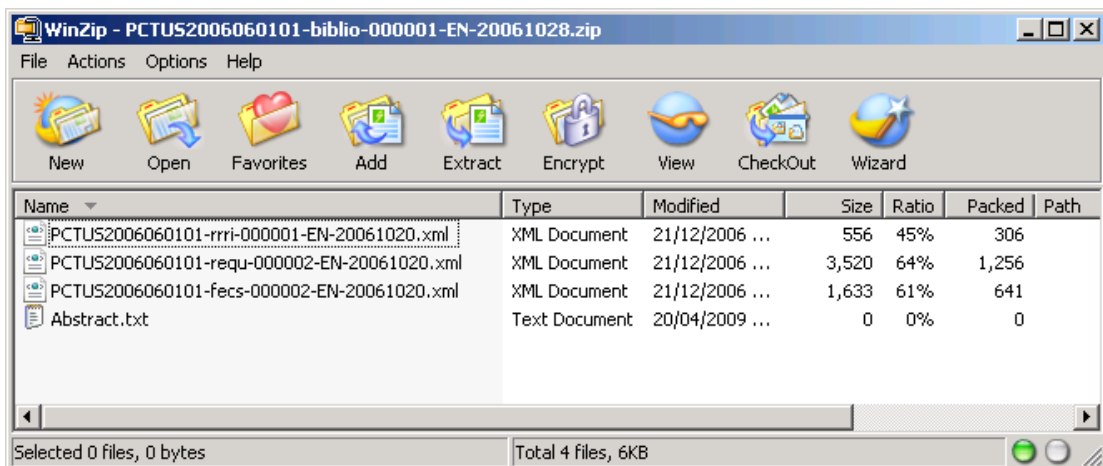 WinZip - PCTUS2006060101-biblio-000001-EN-20061028.zip
File Actions Options Help
New Open Favorites Add Extract Encrypt View CheckOut Wizard
Name Type Modified Size Ratio Packed Path
PCTUS2006060101-rrri-000001-EN-20061020.xml XML Document 21/12/2006 ... 556 45% 306
PCTUS2006060101-requ-000002-EN-20061020.xml XML Document 21/12/2006 ... 3,520 64% 1,256
PCTUS2006060101-fecs-000002-EN-20061020.xml XML Document 21/12/2006 ... 1,633 61% 641
Abstract.txt Text Document 20/04/2009 ... 0 0% 0
Selected 0 files, 0 bytes Total 4 files, 6KB